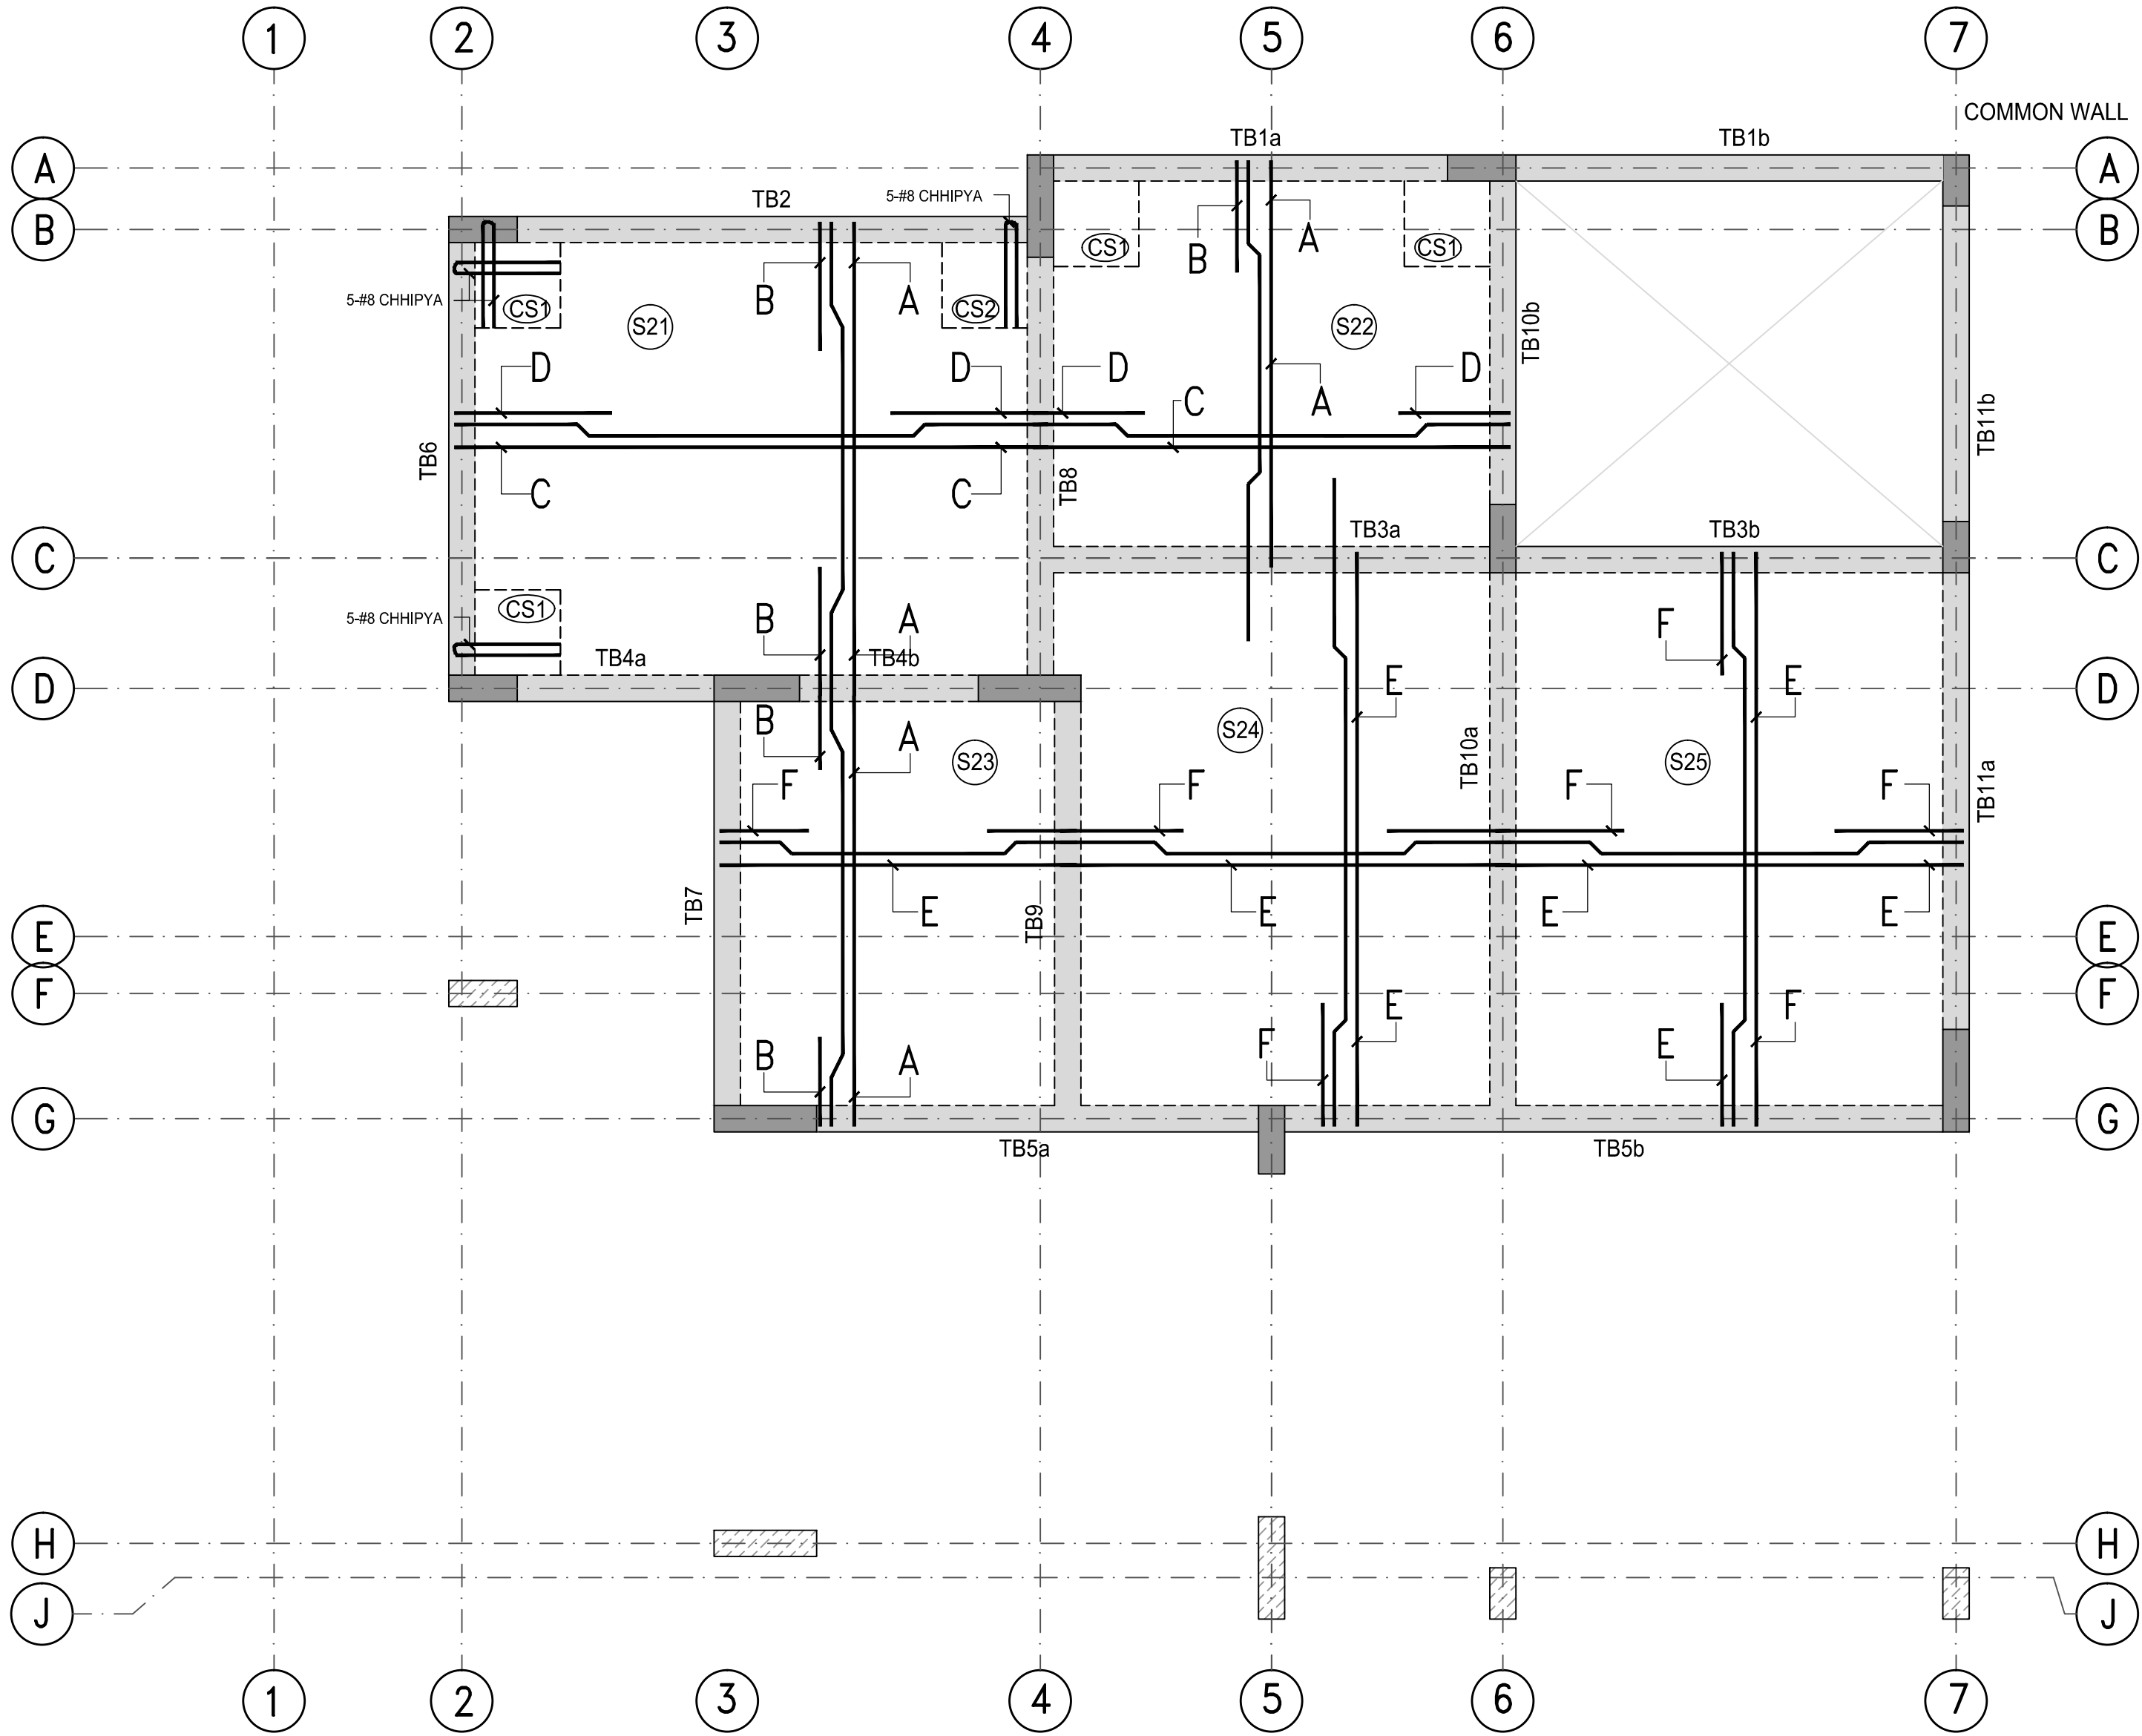 1 2 3 4 5 6 7
COMMON WALL
A TB1a TB1b A
TB2 5-#8 CHHIPYA
B B A B
CS1 CS1
5-#8 CHHIPYA CS1 B A CS2
S21 S22 TB10b
D D D C A D
TB6 C C TB8 TB11b
TB3a TB3b
C C
5-#8 CHHIPYA CS1 B A F
TB4a TB4b
D E E D
B A S24
S23 TB10a S25
F F F F TB11a
TB7 E TB9 E E E
E E
F F
B A F E E F
G G
TB5a TB5b
H H
J J
1 2 3 4 5 6 7